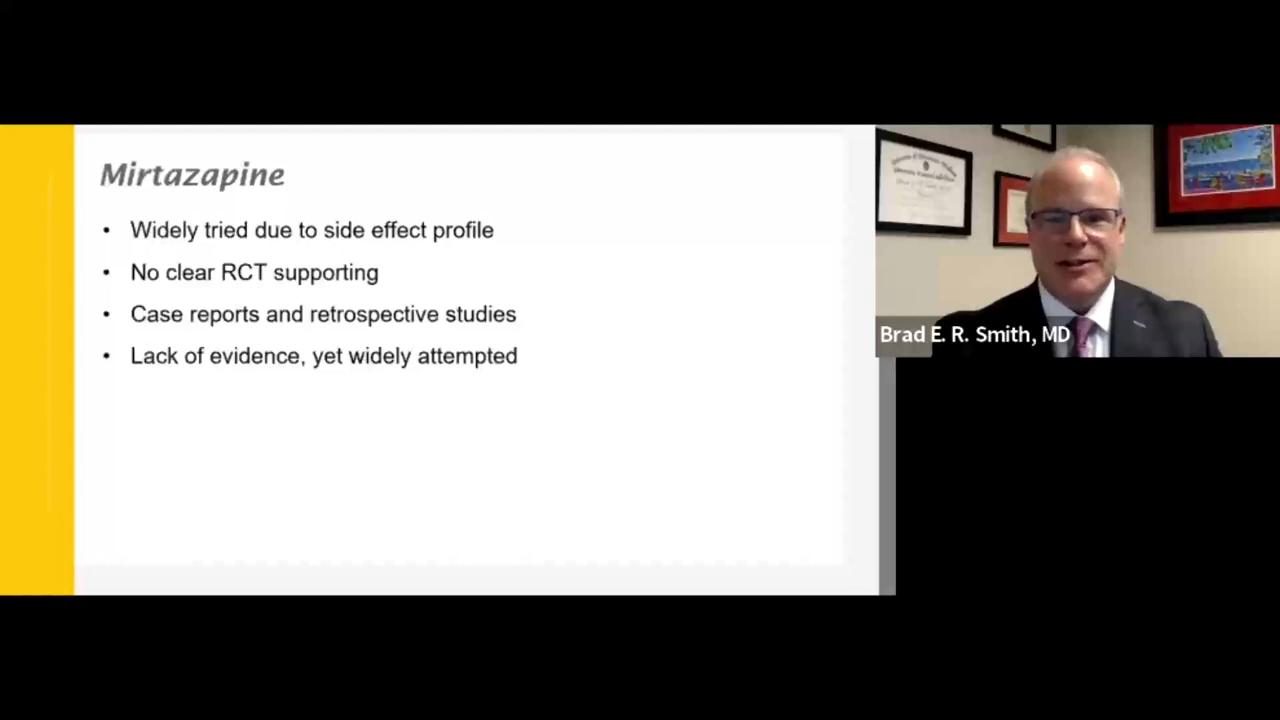 Mirtazapine
• Widely tried due to side effect profile
• No clear RCT supporting
• Case reports and retrospective studies
• Lack of evidence, yet widely attempted
Brad E. R. Smith, MD